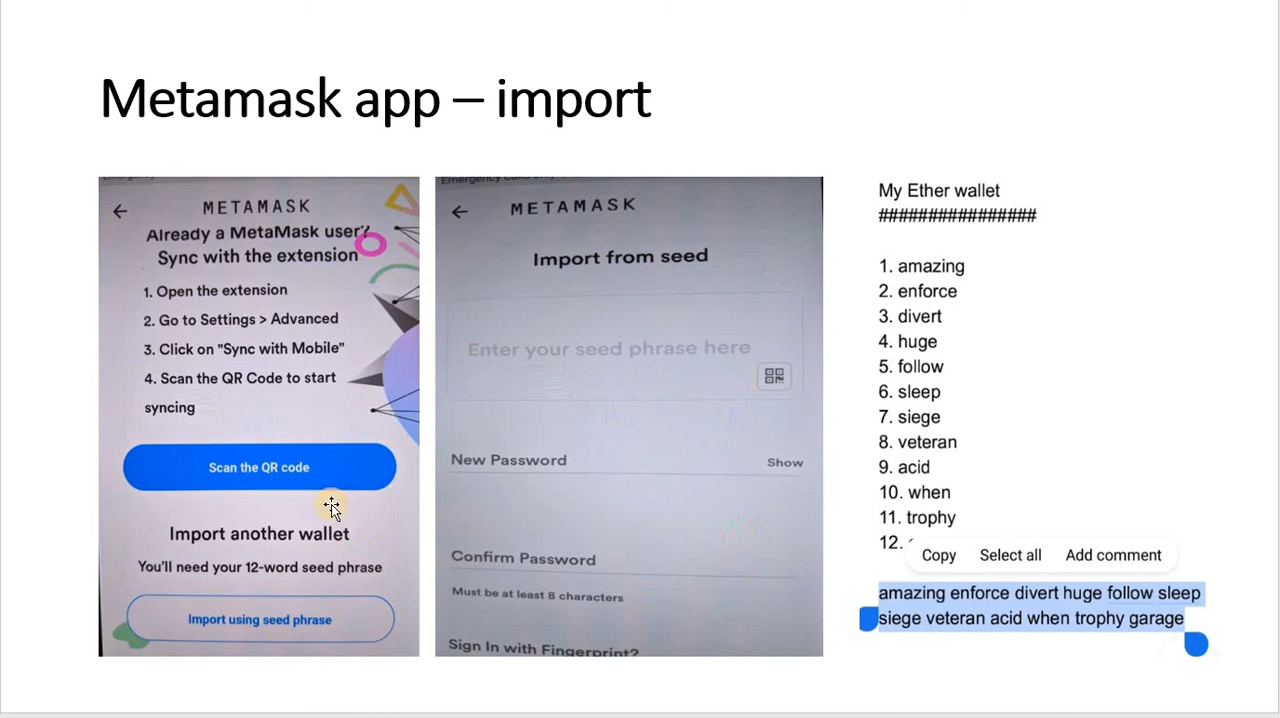 Metamask app – import
METAMASK
Already a MetaMask user?
Sync with the extension
1. Open the extension
2. Go to Settings > Advanced
3. Click on "Sync with Mobile"
4. Scan the QR Code to start
syncing
Scan the QR code
Import another wallet
You'll need your 12-word seed phrase
Import using seed phrase
METAMASK
Import from seed
Enter your seed phrase here
New Password
Show
Confirm Password
Must be at least 8 characters
Sign In with Fingerprint?
My Ether wallet
################
1. amazing
2. enforce
3. divert
4. huge
5. follow
6. sleep
7. siege
8. veteran
9. acid
10. when
11. trophy
12.
Copy Select all Add comment
amazing enforce divert huge follow sleep
siege veteran acid when trophy garage